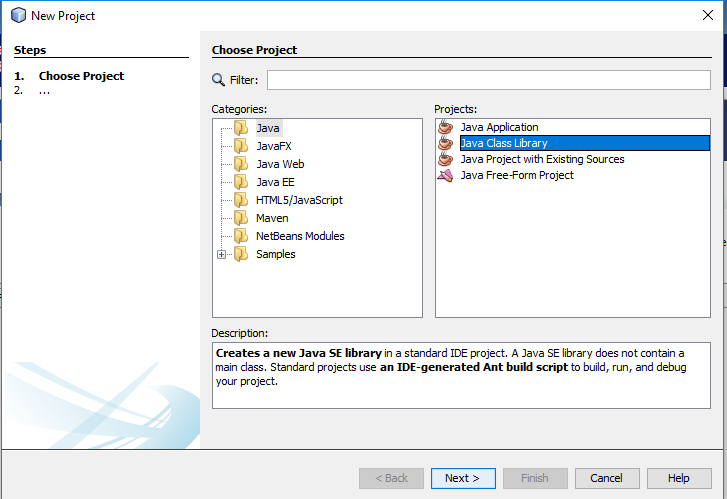 New Project
Steps
1. Choose Project
2. ...
Choose Project
Filter:
Categories:
Java
JavaFX
Java Web
Java EE
HTML5/JavaScript
Maven
NetBeans Modules
Samples
Projects:
Java Application
Java Class Library
Java Project with Existing Sources
Java Free-Form Project
Description:
Creates a new Java SE library in a standard IDE project. A Java SE library does not contain a
main class. Standard projects use an IDE-generated Ant build script to build, run, and debug
your project.
< Back
Next >
Finish
Cancel
Help